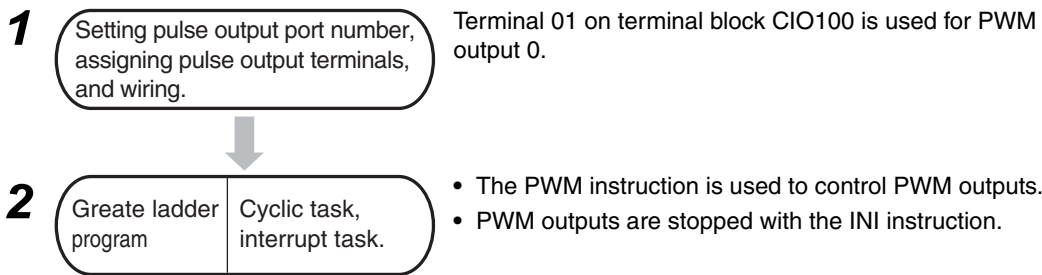 1
Setting pulse output port number,
assigning pulse output terminals,
and wiring.
Terminal 01 on terminal block CIO100 is used for PWM
output 0.
2
Greate ladder
program
Cyclic task,
interrupt task.
• The PWM instruction is used to control PWM outputs.
• PWM outputs are stopped with the INI instruction.